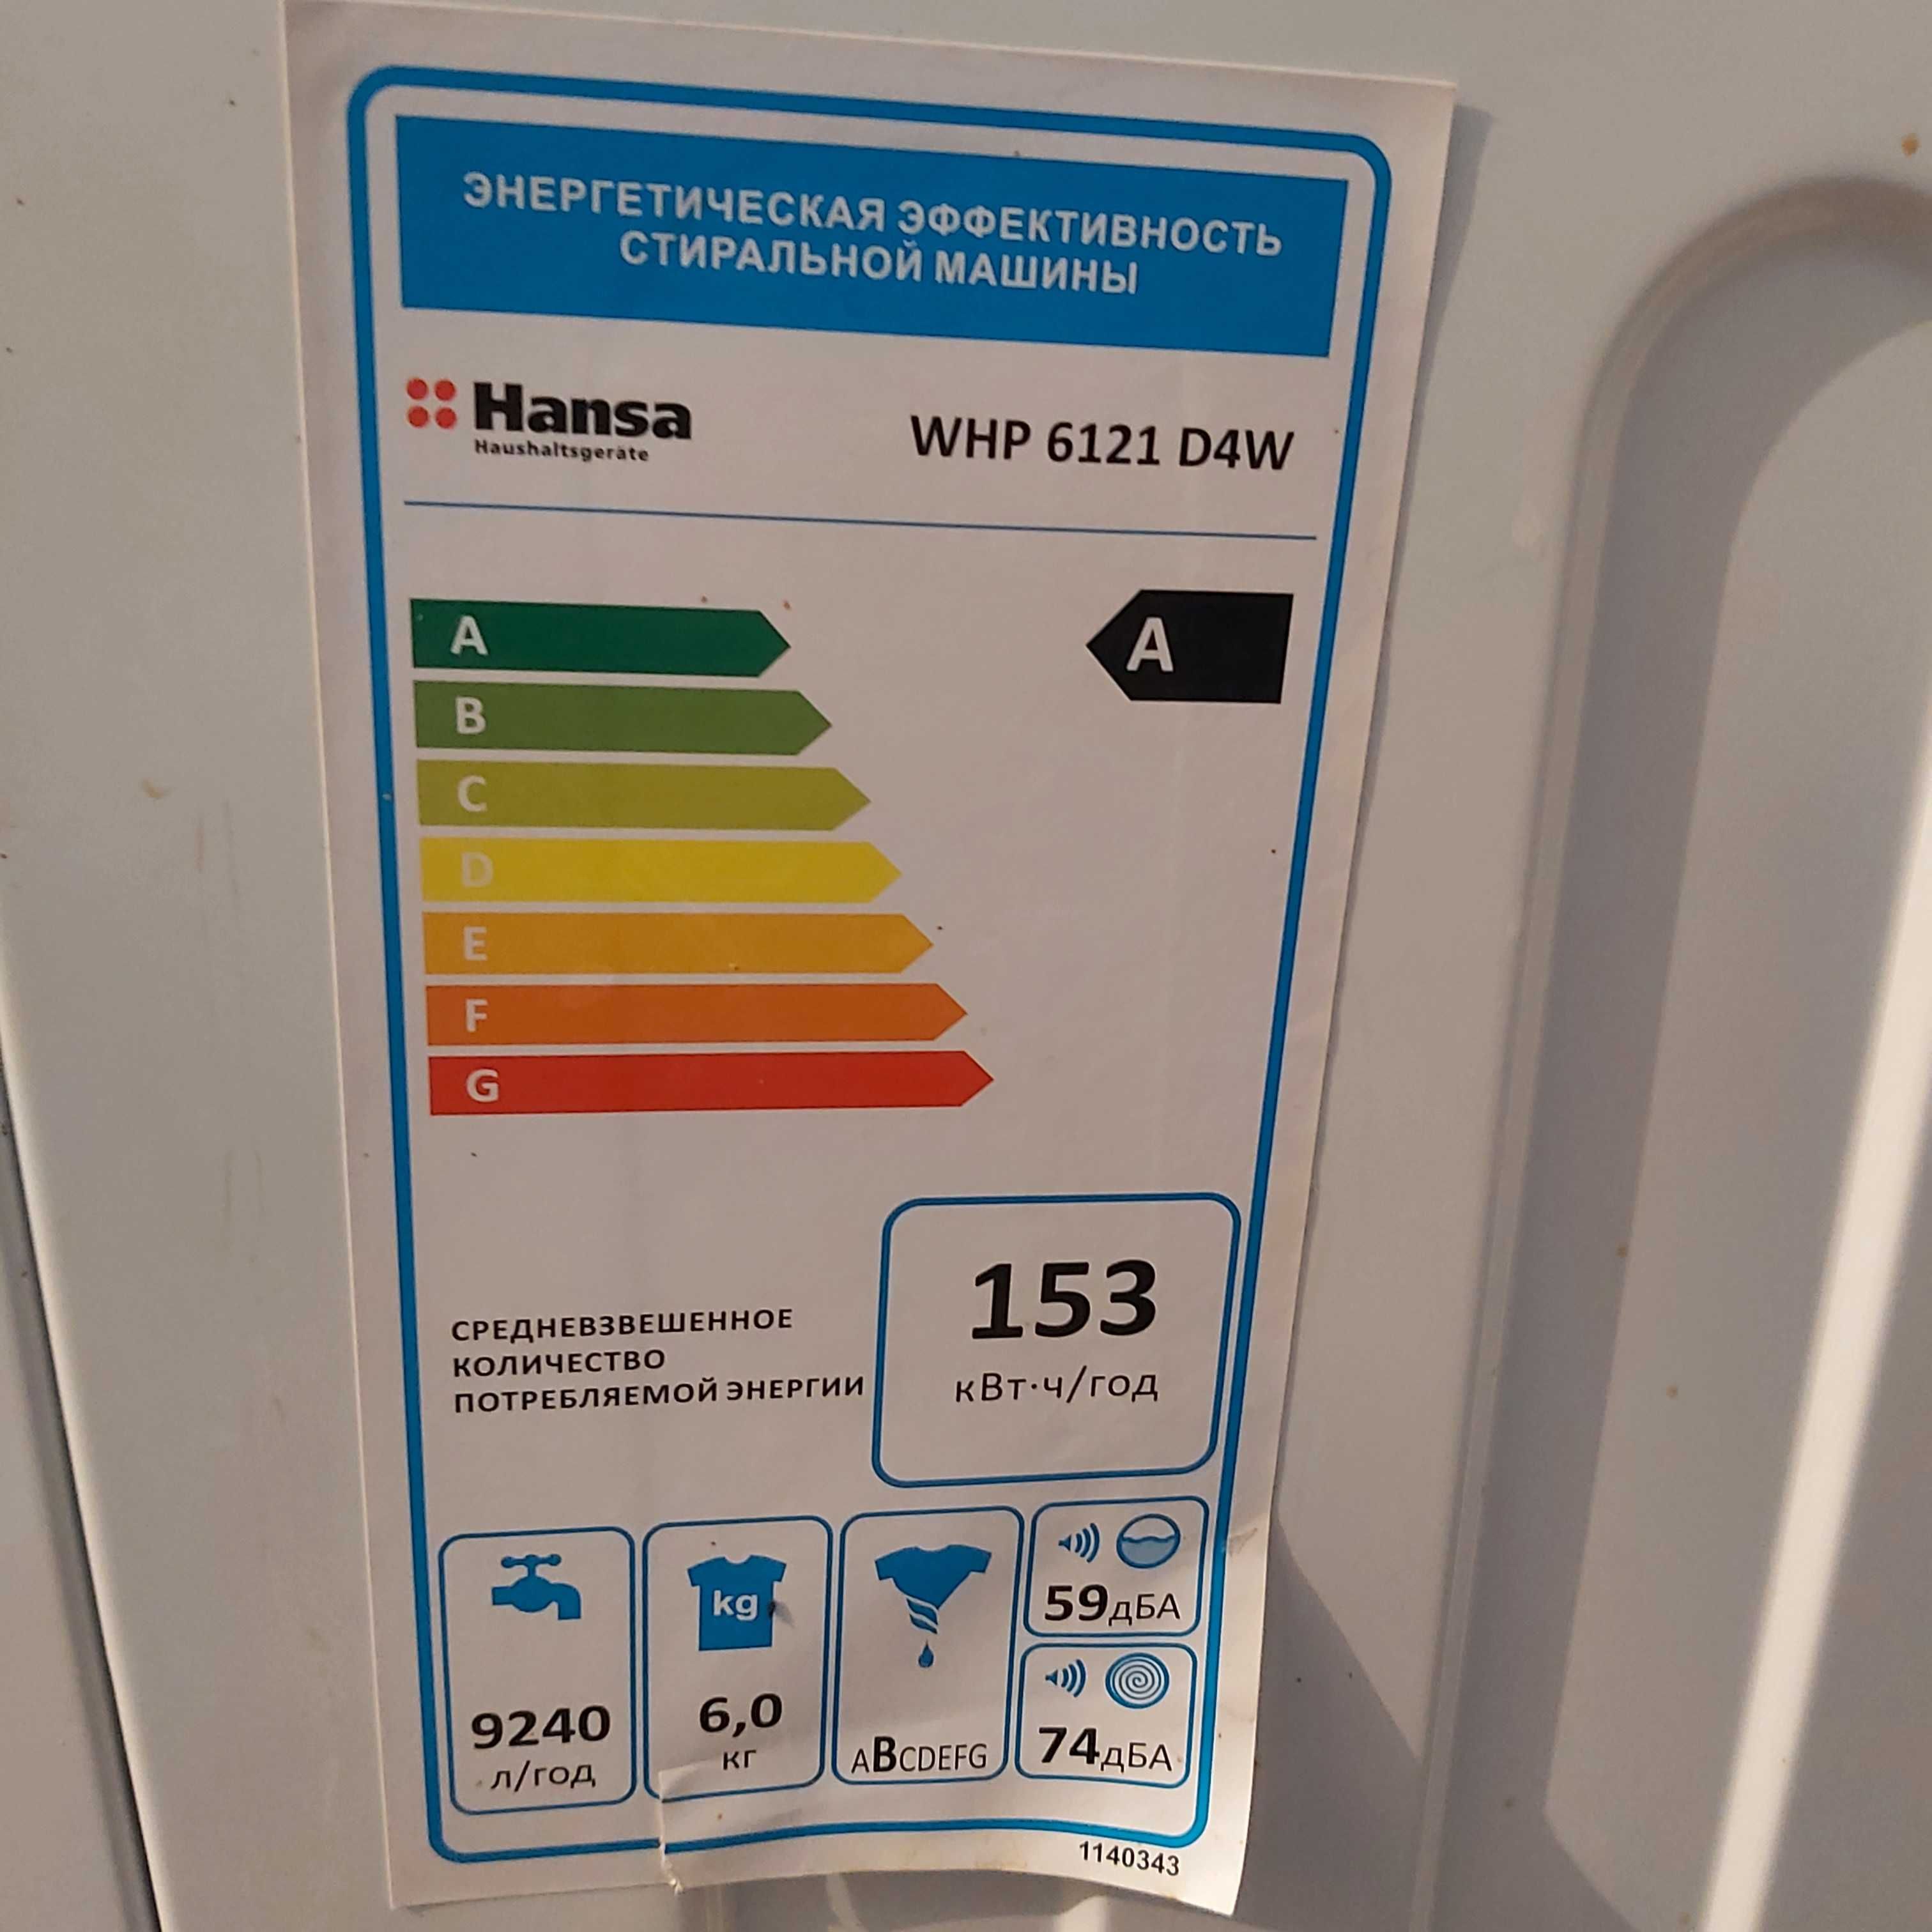 ЭНЕРГЕТИЧЕСКАЯ ЭФФЕКТИВНОСТЬ
СТИРАЛЬНОЙ МАШИНЫ
Hansa
Haushaltsgeräte
WHP 6121 D4W
A
A
B
C
D
E
F
G
СРЕДНЕВЗВЕШЕННОЕ
КОЛИЧЕСТВО
ПОТРЕБЛЯЕМОЙ ЭНЕРГИИ
153
кВт·ч/год
9240
л/год
kg
6,0
кг
ABCDEFG
59дБА
74дБА
1140343